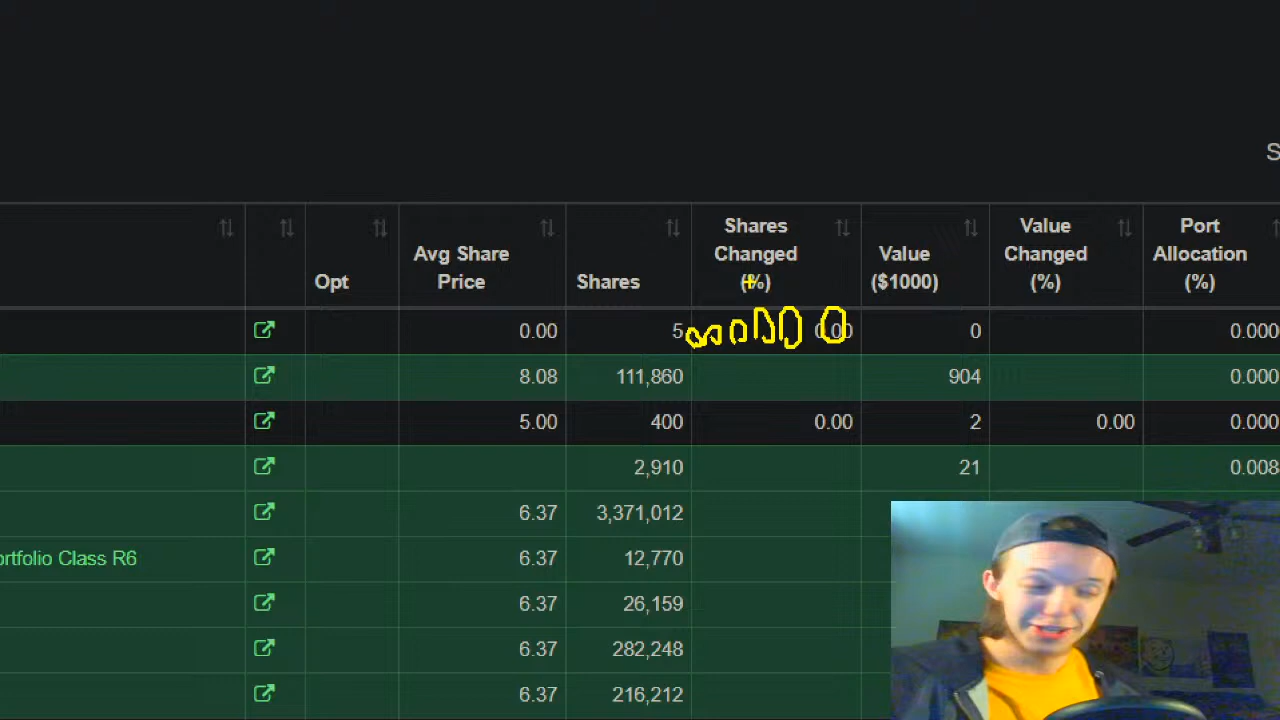 S
Opt Avg Share Price Shares Shares Changed (%) Value ($1000) Value Changed (%) Port Allocation (%)
0.00 5 0.00 0 0.000
8.08 111,860 904 0.000
5.00 400 0.00 2 0.00 0.000
2,910 21 0.008
6.37 3,371,012
ortfolio Class R6 6.37 12,770
6.37 26,159
6.37 282,248
6.37 216,212